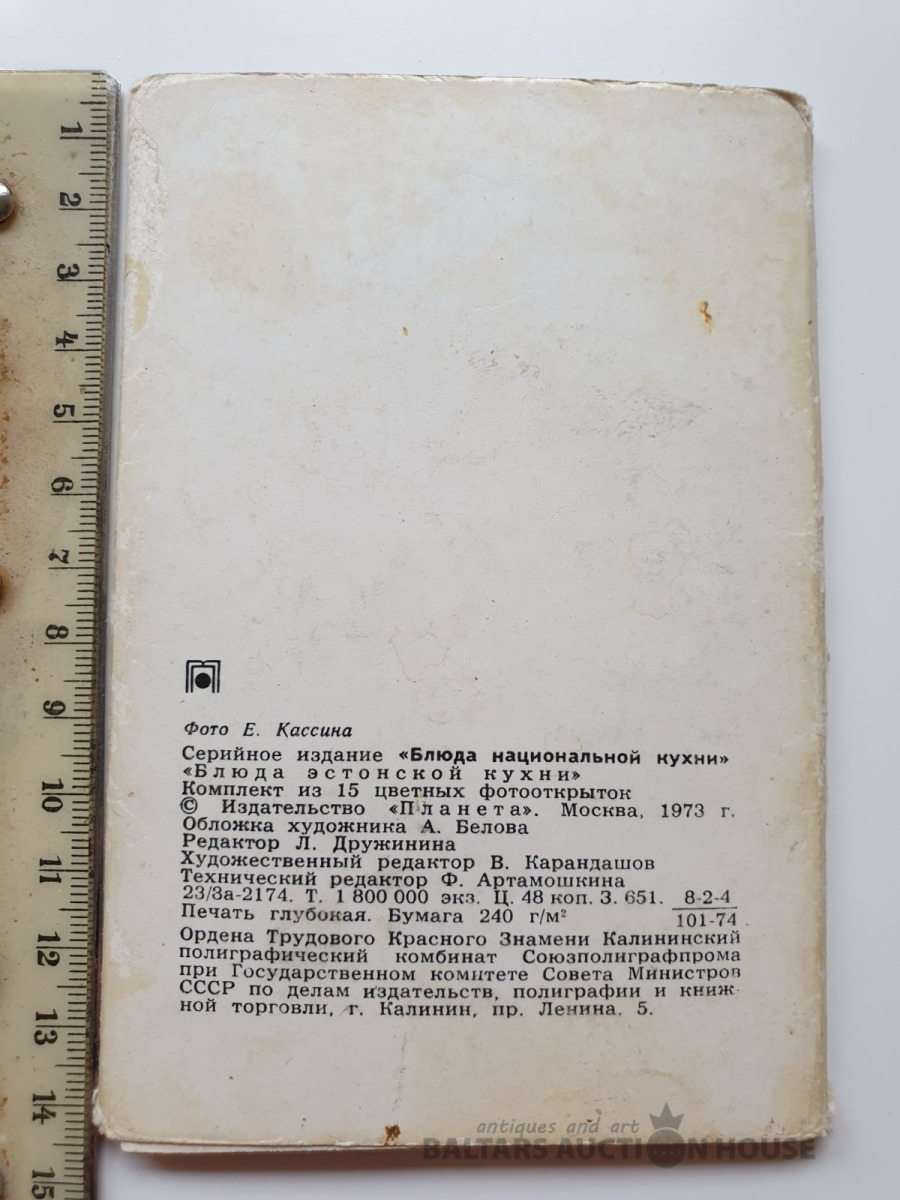 1
2
3
4
5
6
7
8
9
10
11
12
13
14
15
Фото Е. Кассина
Серийное издание «Блюда национальной кухни»
«Блюда эстонской кухни»
Комплект из 15 цветных фотооткрыток
© Издательство «Планета». Москва, 1973 г.
Обложка художника А. Белова
Редактор Л. Дружинина
Художественный редактор В. Карандашов
Технический редактор Ф. Артамошкина
23/3а-2174. Т. 1 800 000 экз. Ц. 48 коп. З. 651. 8-2-4
Печать глубокая. Бумага 240 г/м² 101-74
Ордена Трудового Красного Знамени Калининский
полиграфический комбинат Союзполиграфпрома
при Государственном комитете Совета Министров
СССР по делам издательств, полиграфии и книж-
ной торговли, г. Калинин, пр. Ленина, 5.
antiques and art
BALTARS AUCTION HOUSE